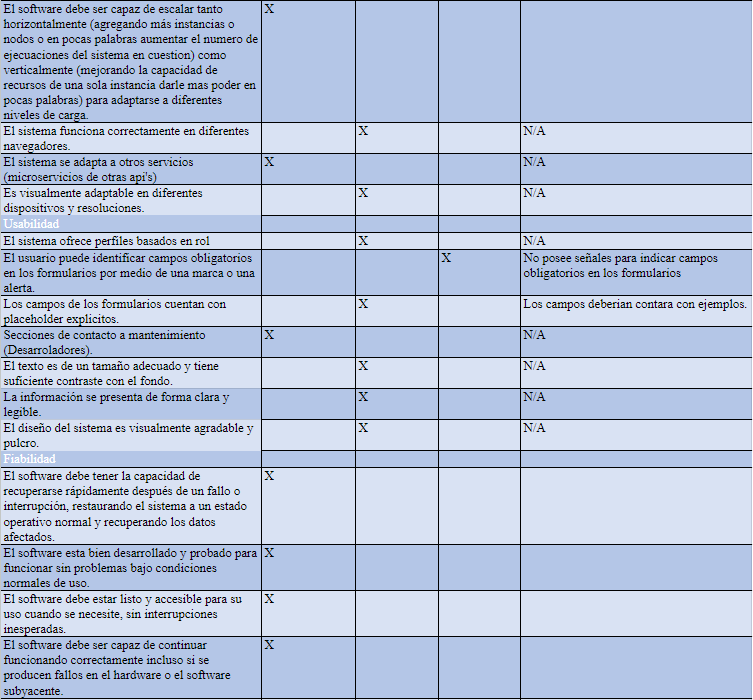 El software debe ser capaz de escalar tanto X
horizontalmente (agregando más instancias o
nodos o en pocas palabras aumentar el numero de
ejecuaciones del sistema en cuestion) como
verticalmente (mejorando la capacidad de
recursos de una sola instancia darle mas poder en
pocas palabras) para adaptarse a diferentes
niveles de carga.
El sistema funciona correctamente en diferentes X N/A
navegadores.
El sistema se adapta a otros servicios X N/A
(microservicios de otras api's)
Es visualmente adaptable en diferentes X N/A
dispositivos y resoluciones.
Usabilidad
El sistema ofrece perfiles basados en rol X N/A
El usuario puede identificar campos obligatorios X No posee señales para indicar campos
en los formularios por medio de una marca o una obligatorios en los formularios
alerta.
Los campos de los formularios cuentan con X Los campos deberian contara con ejemplos.
placeholder explicitos.
Secciones de contacto a mantenimiento X N/A
(Desarroladores).
El texto es de un tamaño adecuado y tiene X N/A
suficiente contraste con el fondo.
La información se presenta de forma clara y X N/A
legible.
El diseño del sistema es visualmente agradable y X N/A
pulcro.
Fiabilidad
El software debe tener la capacidad de X
recuperarse rápidamente después de un fallo o
interrupción, restaurando el sistema a un estado
operativo normal y recuperando los datos
afectados.
El software esta bien desarrollado y probado para X
funcionar sin problemas bajo condiciones
normales de uso.
El software debe estar listo y accesible para su X
uso cuando se necesite, sin interrupciones
inesperadas.
El software debe ser capaz de continuar X
funcionando correctamente incluso si se
producen fallos en el hardware o el software
subyacente.